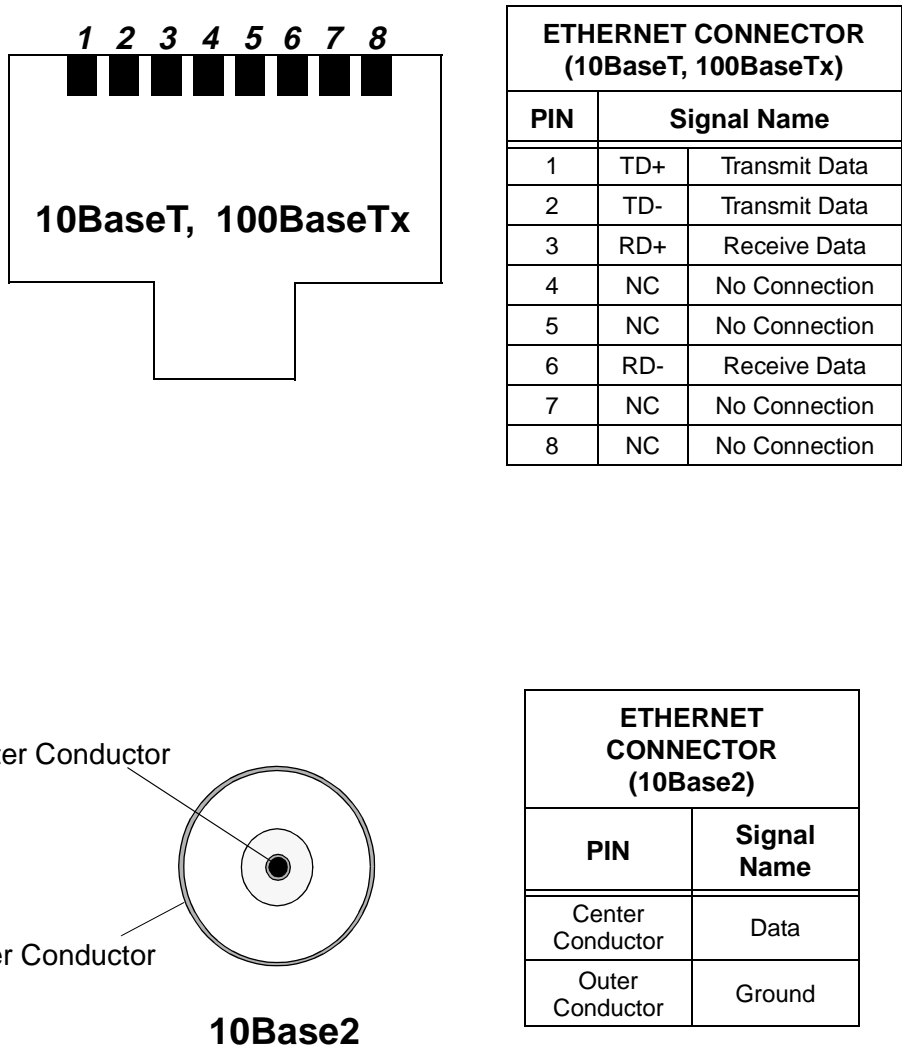 1 2 3 4 5 6 7 8
10BaseT, 100BaseTx
ETHERNET CONNECTOR
(10BaseT, 100BaseTx)
PIN Signal Name
1 TD+ Transmit Data
2 TD- Transmit Data
3 RD+ Receive Data
4 NC No Connection
5 NC No Connection
6 RD- Receive Data
7 NC No Connection
8 NC No Connection
Conductor
Conductor
10Base2
ETHERNET
CONNECTOR
(10Base2)
PIN Signal
Name
Center
Conductor Data
Outer
Conductor Ground